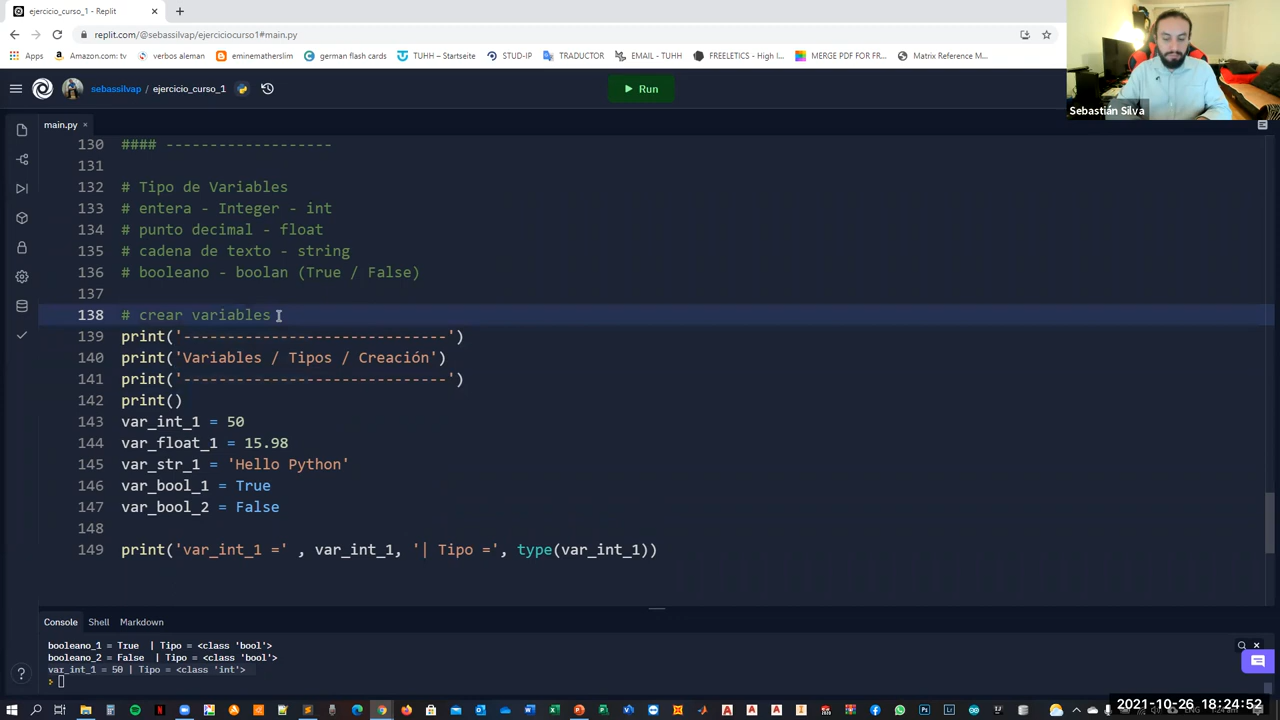 ejercicio_curso_1 - Replit
replit.com/@sebassilvap/ejerciciocurso1#main.py
Apps Amazon.com: tv verbos aleman eminematherslim german flash cards TUHH – Startseite STUD-IP TRADUCTOR EMAIL - TUHH FREELETICS - High I... MERGE PDF FOR FR... Matrix Reference M...
Sebastián Silva
sebassilvap / ejercicio_curso_1
Run
main.py
130 #### -------------------
131
132 # Tipo de Variables
133 # entera - Integer - int
134 # punto decimal - float
135 # cadena de texto - string
136 # booleano - boolan (True / False)
137
138 # crear variables
139 print('------------------------------')
140 print('Variables / Tipos / Creación')
141 print('------------------------------')
142 print()
143 var_int_1 = 50
144 var_float_1 = 15.98
145 var_str_1 = 'Hello Python'
146 var_bool_1 = True
147 var_bool_2 = False
148
149 print('var_int_1 =' , var_int_1, '| Tipo =', type(var_int_1))
Console Shell Markdown
booleano_1 = True | Tipo = <class 'bool'>
booleano_2 = False | Tipo = <class 'bool'>
var_int_1 = 50 | Tipo = <class 'int'>
2021-10-26 18:24:52